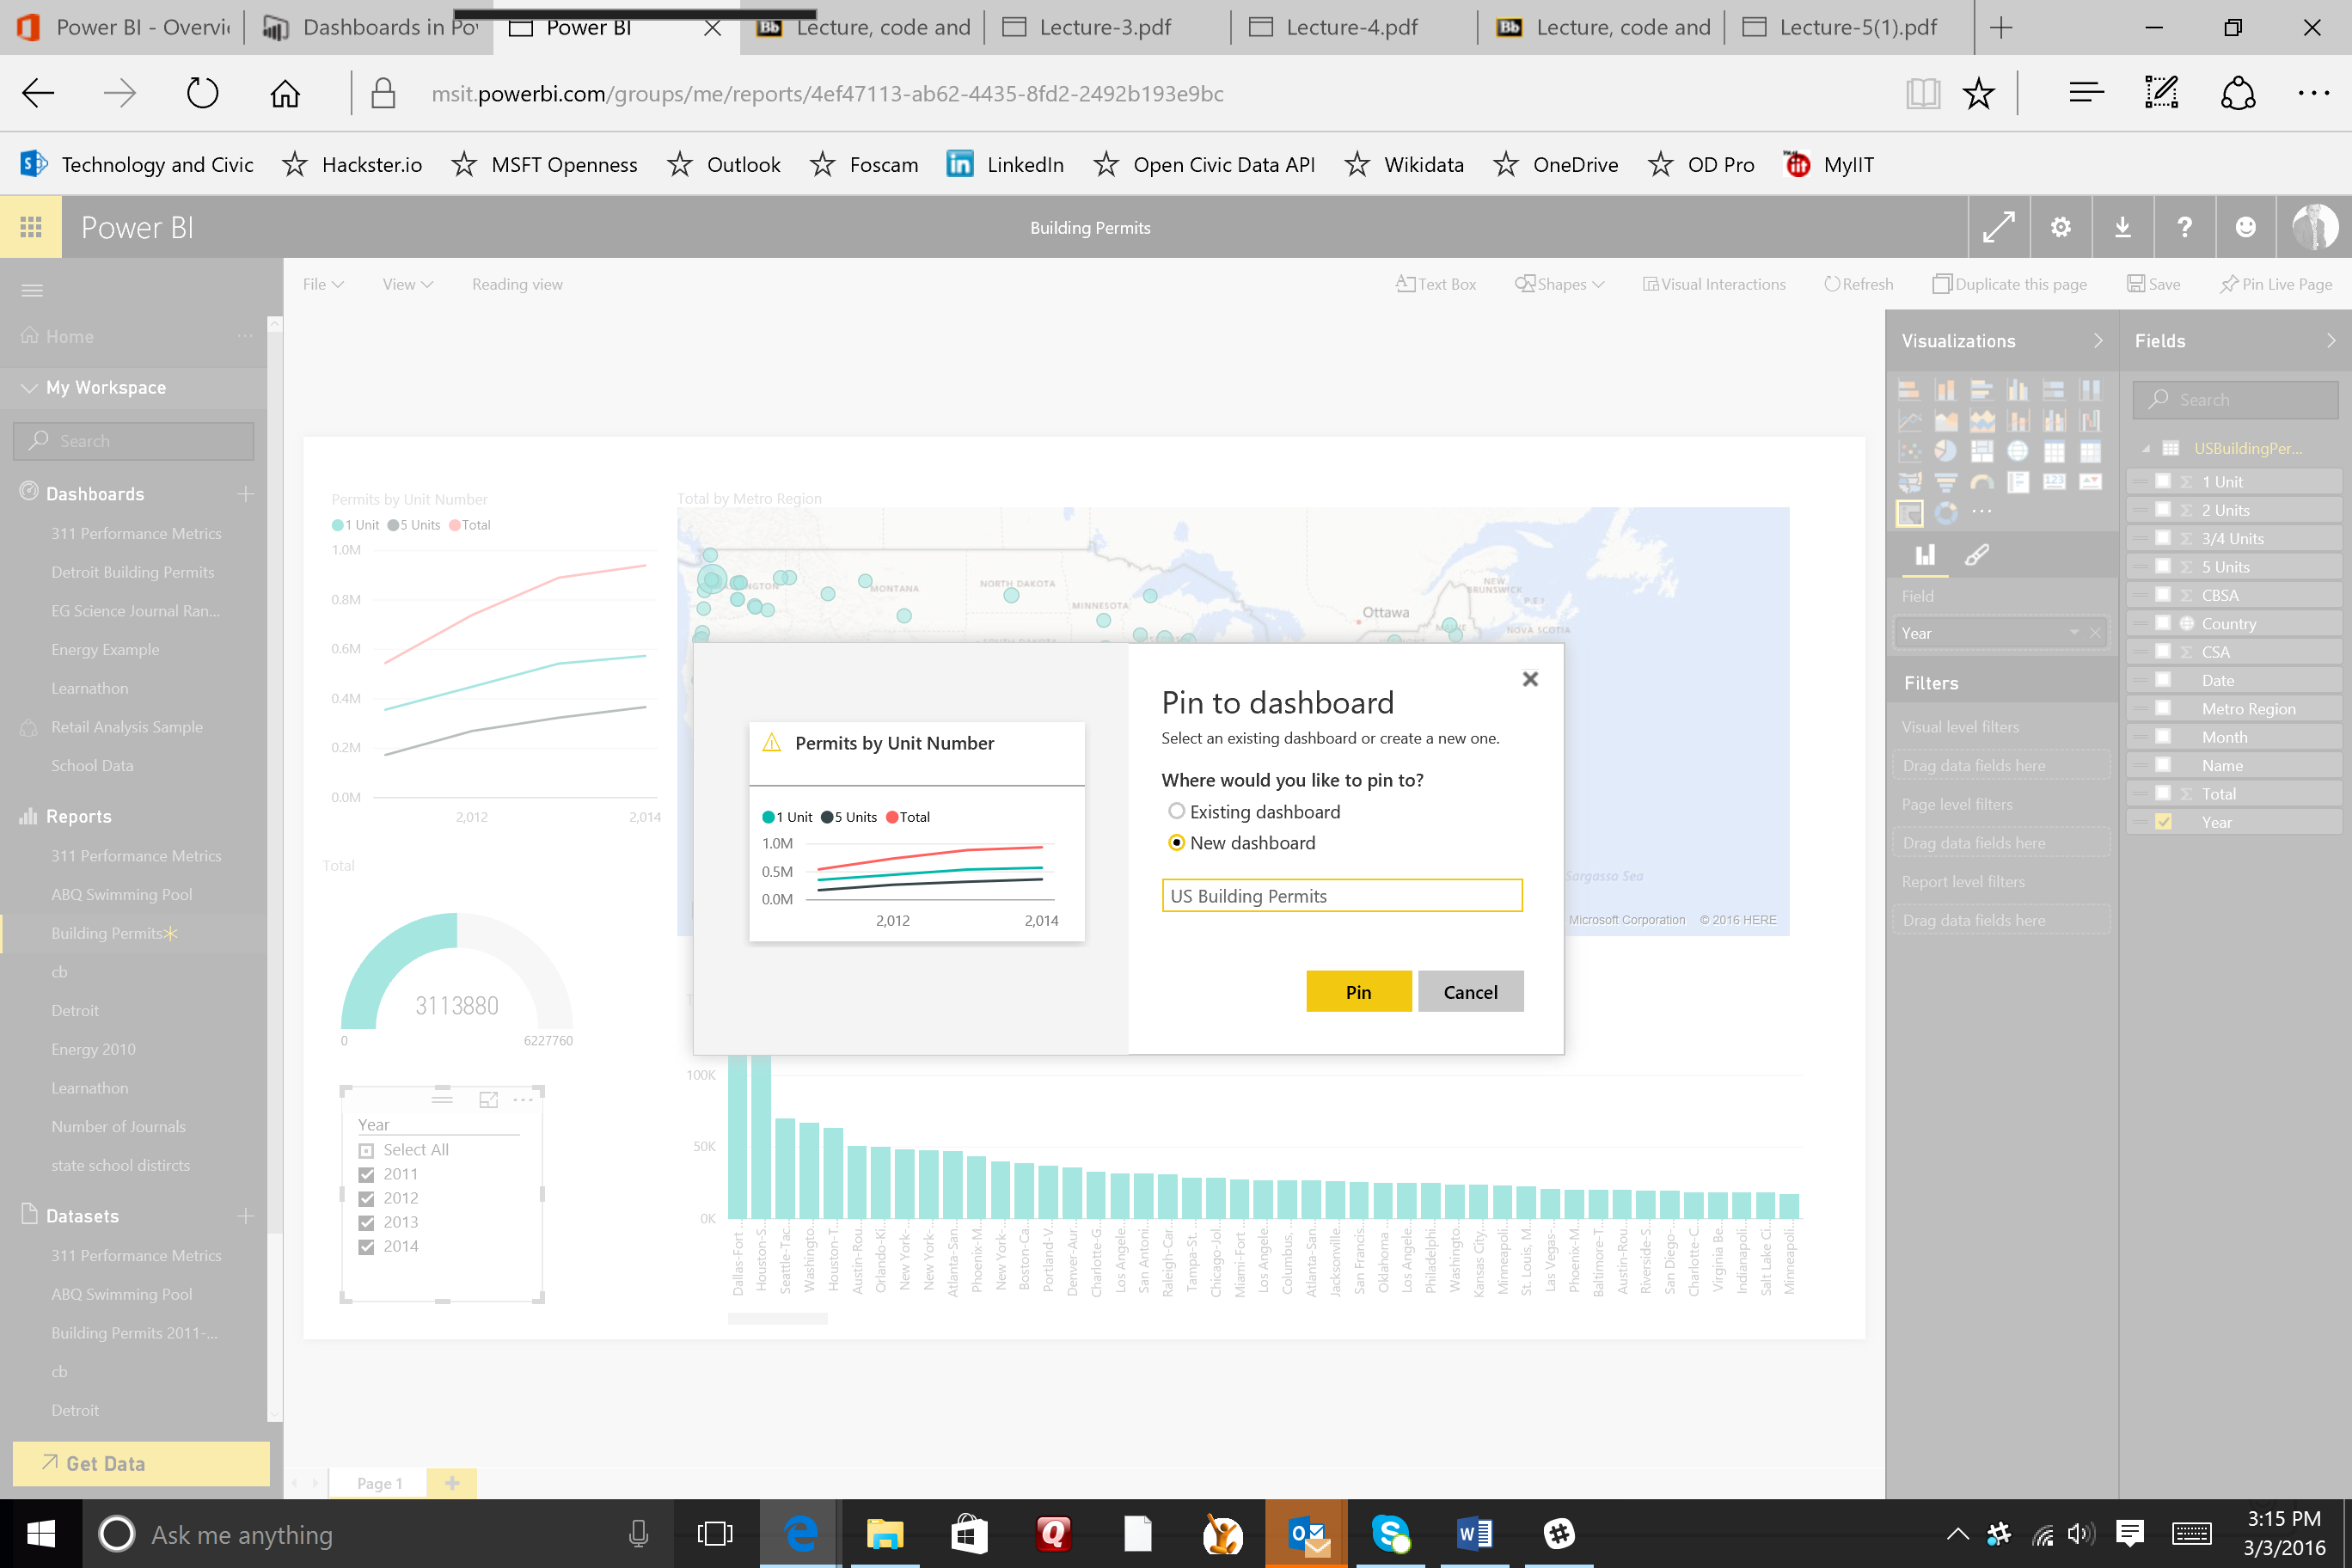 Power BI - Overvi
Dashboards in Po
Power BI
Lecture, code and
Lecture-3.pdf
Lecture-4.pdf
Lecture, code and
Lecture-5(1).pdf
msit.powerbi.com/groups/me/reports/4ef47113-ab62-4435-8fd2-2492b193e9bc
Technology and Civic
Hackster.io
MSFT Openness
Outlook
Foscam
LinkedIn
Open Civic Data API
Wikidata
OneDrive
OD Pro
MyIIT
Power BI
Building Permits
File
View
Reading view
Text Box
Shapes
Visual Interactions
Refresh
Duplicate this page
Save
Pin Live Page
Home
My Workspace
Search
Dashboards
311 Performance Metrics
Detroit Building Permits
EG Science Journal Ran...
Energy Example
Learnathon
Retail Analysis Sample
School Data
Reports
311 Performance Metrics
ABQ Swimming Pool
Building Permits*
cb
Detroit
Energy 2010
Learnathon
Number of Journals
state school distircts
Datasets
311 Performance Metrics
ABQ Swimming Pool
Building Permits 2011-...
cb
Detroit
Get Data
Permits by Unit Number
1 Unit 5 Units Total
1.0M
0.8M
0.6M
0.4M
0.2M
0.0M
2,012 2,014
Total by Metro Region
MONTANA
NORTH DAKOTA
MINNESOTA
Ottawa
NEW BRUNSWICK
P.E.I.
NOVA SCOTIA
Sargasso Sea
Microsoft Corporation © 2016 HERE
Total
3113880
0 6227760
Year
Select All
2011
2012
2013
2014
Permits by Unit Number
1 Unit 5 Units Total
1.0M
0.5M
0.0M
2,012 2,014
Pin to dashboard
Select an existing dashboard or create a new one.
Where would you like to pin to?
Existing dashboard
New dashboard
US Building Permits
Pin
Cancel
100K
50K
0K
Dallas-Fort ...
Houston-S...
Seattle-Tac...
Washingto...
Houston-T...
Austin-Rou...
Orlando-Ki...
New York-...
New York-...
Atlanta-San...
Phoenix-M...
New York-...
Boston-Ca...
Portland-V...
Denver-Aur...
Charlotte-G...
Los Angele...
San Antoni...
Raleigh-Car...
Tampa-St. ...
Chicago-Jol...
Miami-Fort ...
Los Angele...
Columbus, ...
Atlanta-San...
Jacksonville...
San Francis...
Oklahoma ...
Los Angele...
Philadelphi...
Washingto...
Kansas City,...
Minneapoli...
St. Louis, M...
Las Vegas-...
Phoenix-M...
Baltimore-T...
Austin-Rou...
Riverside-S...
San Diego-...
Charlotte-C...
Virginia Be...
Indianapoli...
Salt Lake Ci...
Minneapoli...
Page 1
Visualizations
Field
Year
Filters
Visual level filters
Drag data fields here
Page level filters
Drag data fields here
Report level filters
Drag data fields here
Fields
Search
USBuildingPer...
1 Unit
2 Units
3/4 Units
5 Units
CBSA
Country
CSA
Date
Metro Region
Month
Name
Total
Year
Ask me anything
3:15 PM
3/3/2016